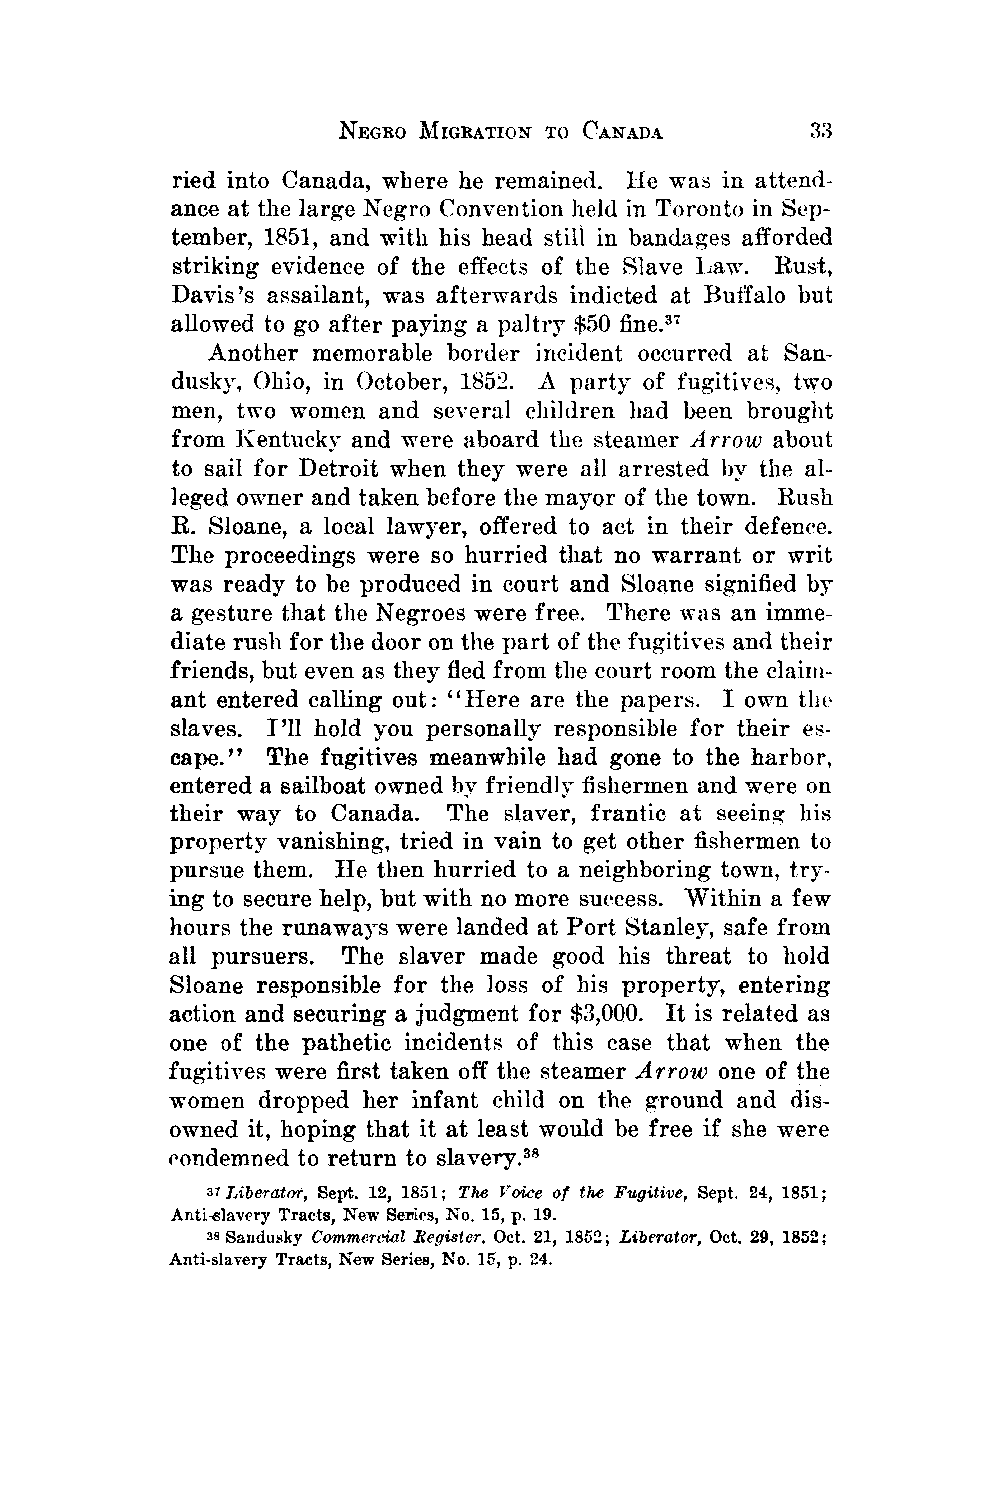 NEGRO MIGRATION TO CANADA 33
ried into Canada, where he remained. He was in attend-
ance at the large Negro Convention held in Toronto in Sep-
tember, 1851, and with his head still in bandages afforded
striking evidence of the effects of the Slave Law. Rust,
Davis's assailant, was afterwards indicted at Buffalo but
allowed to go after paying a paltry $50 fine.³⁷
Another memorable border incident occurred at San-
dusky, Ohio, in October, 1852. A party of fugitives, two
men, two women and several children had been brought
from Kentucky and were aboard the steamer Arrow about
to sail for Detroit when they were all arrested by the al-
leged owner and taken before the mayor of the town. Rush
R. Sloane, a local lawyer, offered to act in their defence.
The proceedings were so hurried that no warrant or writ
was ready to be produced in court and Sloane signified by
a gesture that the Negroes were free. There was an imme-
diate rush for the door on the part of the fugitives and their
friends, but even as they fled from the court room the claim-
ant entered calling out: "Here are the papers. I own the
slaves. I'll hold you personally responsible for their es-
cape." The fugitives meanwhile had gone to the harbor,
entered a sailboat owned by friendly fishermen and were on
their way to Canada. The slaver, frantic at seeing his
property vanishing, tried in vain to get other fishermen to
pursue them. He then hurried to a neighboring town, try-
ing to secure help, but with no more success. Within a few
hours the runaways were landed at Port Stanley, safe from
all pursuers. The slaver made good his threat to hold
Sloane responsible for the loss of his property, entering
action and securing a judgment for $3,000. It is related as
one of the pathetic incidents of this case that when the
fugitives were first taken off the steamer Arrow one of the
women dropped her infant child on the ground and dis-
owned it, hoping that it at least would be free if she were
condemned to return to slavery.³⁸
³⁷ Liberator, Sept. 12, 1851; The Voice of the Fugitive, Sept. 24, 1851;
Anti-slavery Tracts, New Series, No. 15, p. 19.
³⁸ Sandusky Commercial Register, Oct. 21, 1852; Liberator, Oct. 29, 1852;
Anti-slavery Tracts, New Series, No. 15, p. 24.